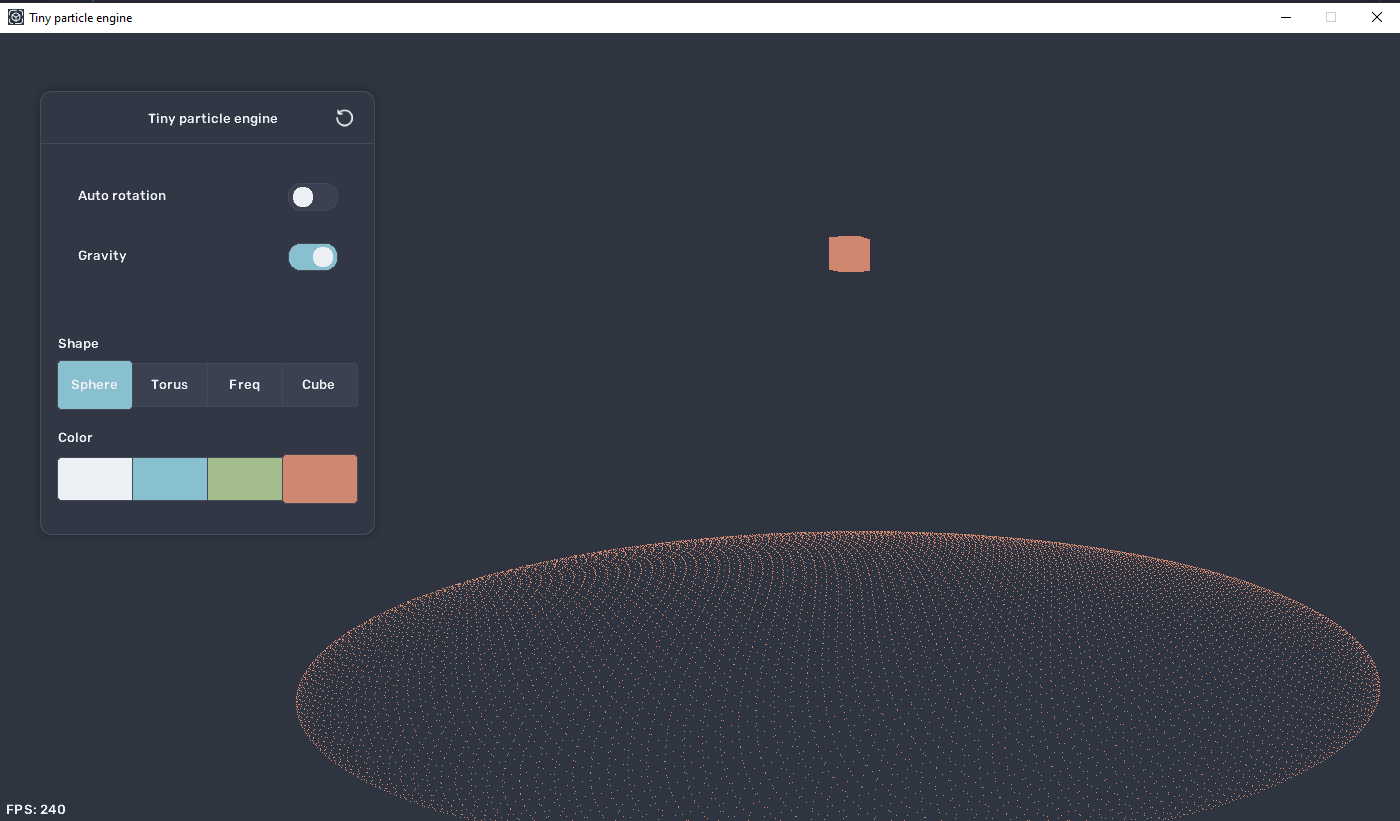 Tiny particle engine
Tiny particle engine
Auto rotation
Gravity
Shape
Sphere Torus Freq Cube
Color
FPS: 240